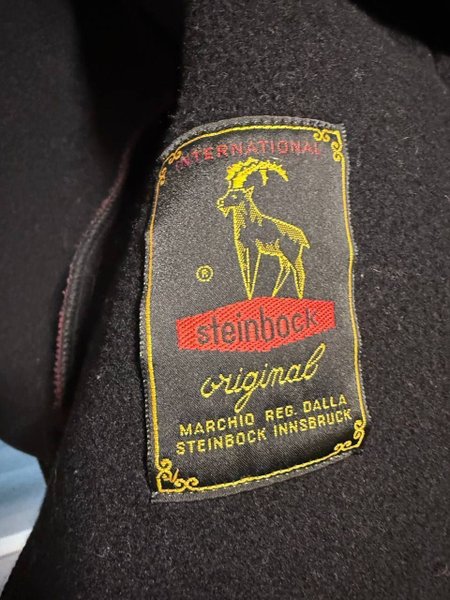 INTERNATIONAL
®
steinbock
original
MARCHIO REG. DALLA
STEINBOCK INNSBRUCK